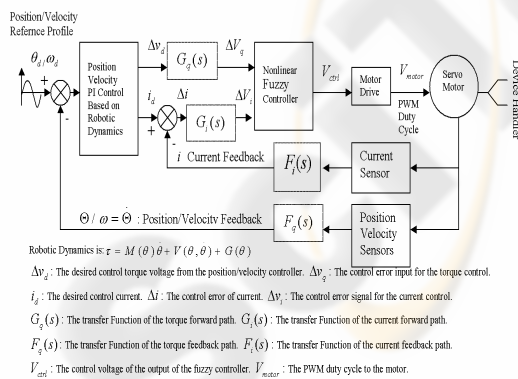 Position/Velocity
Refernce Profile
θd/ωd
+
-
Position
Velocity
PI Control
Based on
Robotic
Dynamics
Δvd
Gq(s)
ΔVq
id
+
Δi
-
Gi(s)
ΔVi
Nonlinear
Fuzzy
Controller
Vctrl
Motor
Drive
Vmotor
PWM
Duty
Cycle
Servo
Motor
Device Handler
i Current Feedback
Fi(s)
Current
Sensor
Θ / ω = Θ̇ : Position/Velocity Feedback
Fq(s)
Position
Velocity
Sensors
Robotic Dynamics is: τ = M (θ) θ + V (θ, θ) + G (θ)
Δvd : The desired control torque voltage from the position/velocity controller. Δvq : The control error input for the torque control.
id : The desired control current. Δi : The control error of current. Δvi : The control error signal for the current control.
Gq(s) : The transfer Function of the torque forward path. Gi(s) : The transfer Function of the current forward path.
Fq(s) : The transfer Function of the torque feedback path. Fi(s) : The transfer Function of the current feedback path.
Vctrl : The control voltage of the output of the fuzzy controller. Vmotor : The PWM duty cycle to the motor.